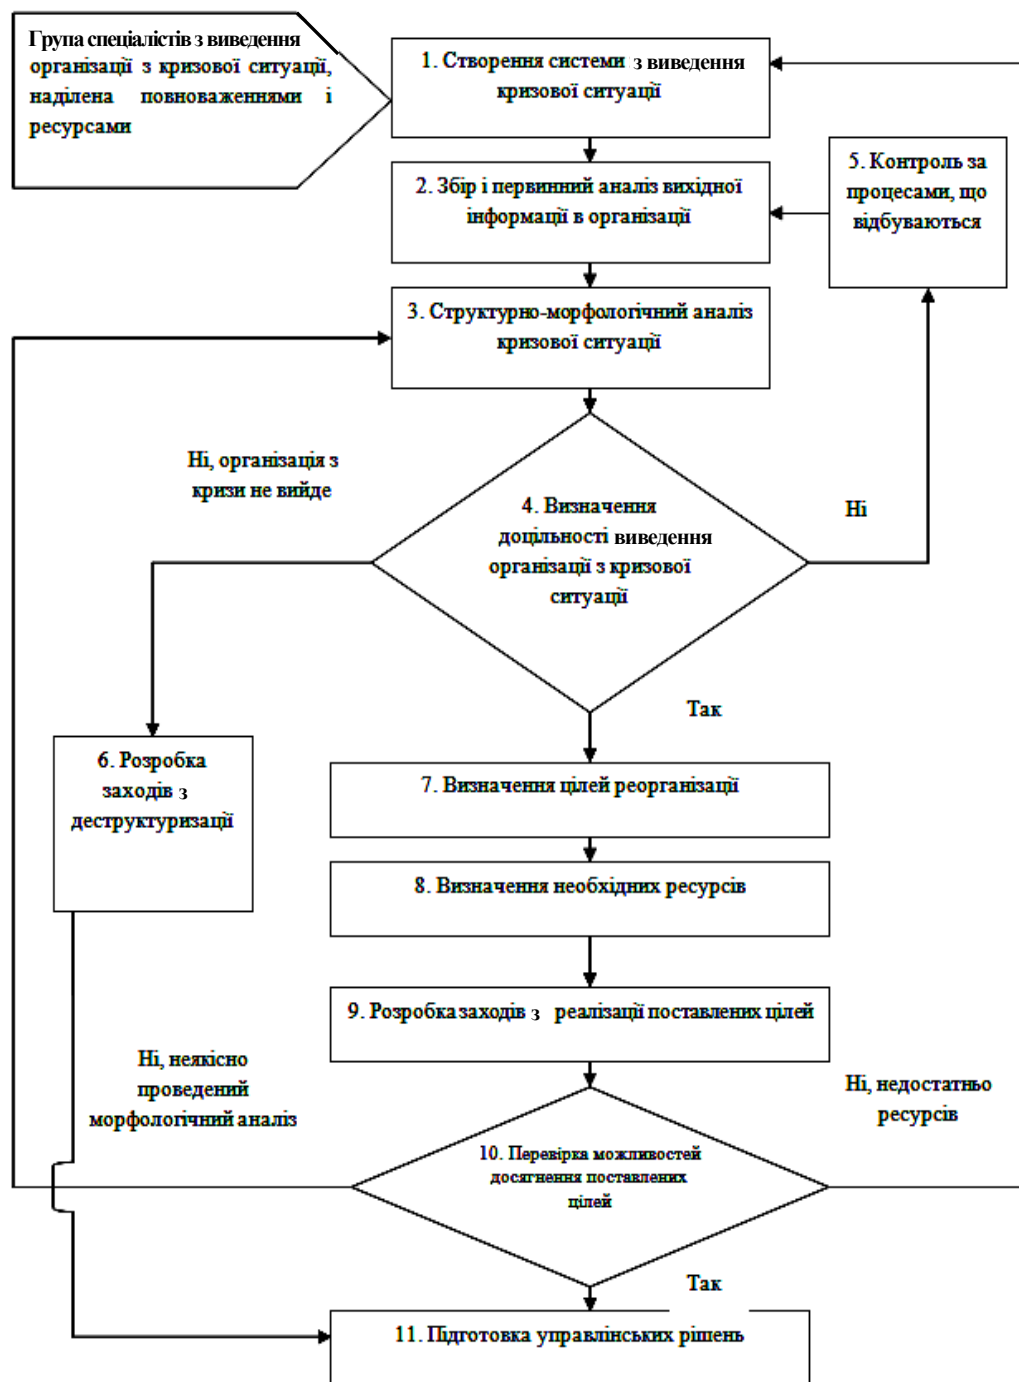 Група спеціалістів з виведення
організації з кризової ситуації,
наділена повноваженнями і
ресурсами
1. Створення системи з виведення
кризової ситуації
2. Збір і первинний аналіз вихідної
інформації в організації
5. Контроль за
процесами, що
відбуваються
3. Структурно-морфологічний аналіз
кризової ситуації
Ні, організація з
кризи не вийде
4. Визначення
доцільності виведення
організації з кризової
ситуації
Ні
Так
6. Розробка
заходів з
деструктуризації
7. Визначення цілей реорганізації
8. Визначення необхідних ресурсів
9. Розробка заходів з реалізації поставлених цілей
Ні, неякісно
проведений
морфологічний аналіз
Ні, недостатньо
ресурсів
10. Перевірка можливостей
досягнення поставлених
цілей
Так
11. Підготовка управлінських рішень